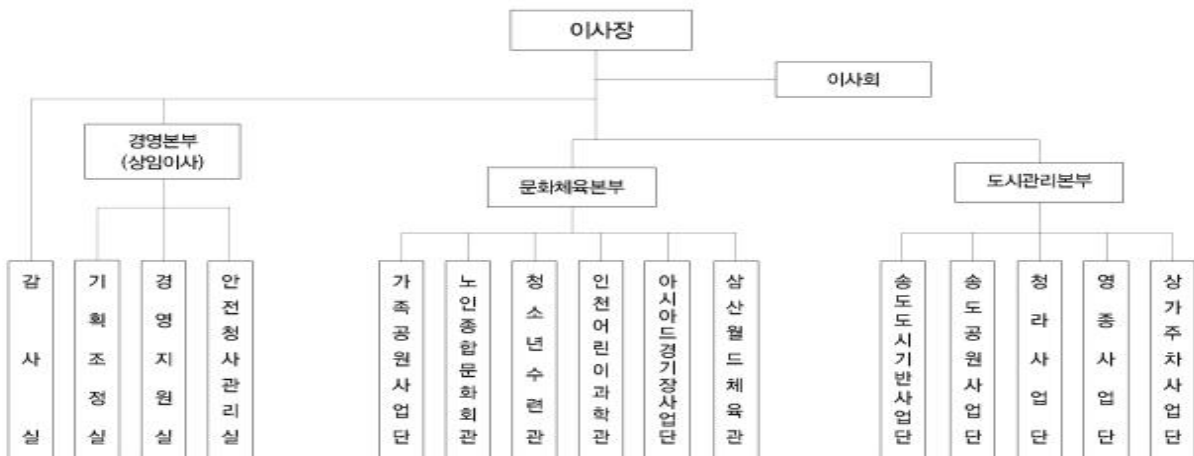 이사장
이사회
경영본부
(상임이사)
문화체육본부
도시관리본부
감사실
기획조정실
경영지원실
안전청사관리실
가족공원사업단
노인종합문화회관
청소년수련관
인천어린이과학관
아시아드경기장사업단
삼산월드체육관
송도도시기반사업단
송도공원사업단
청라사업단
영종사업단
상가주차사업단